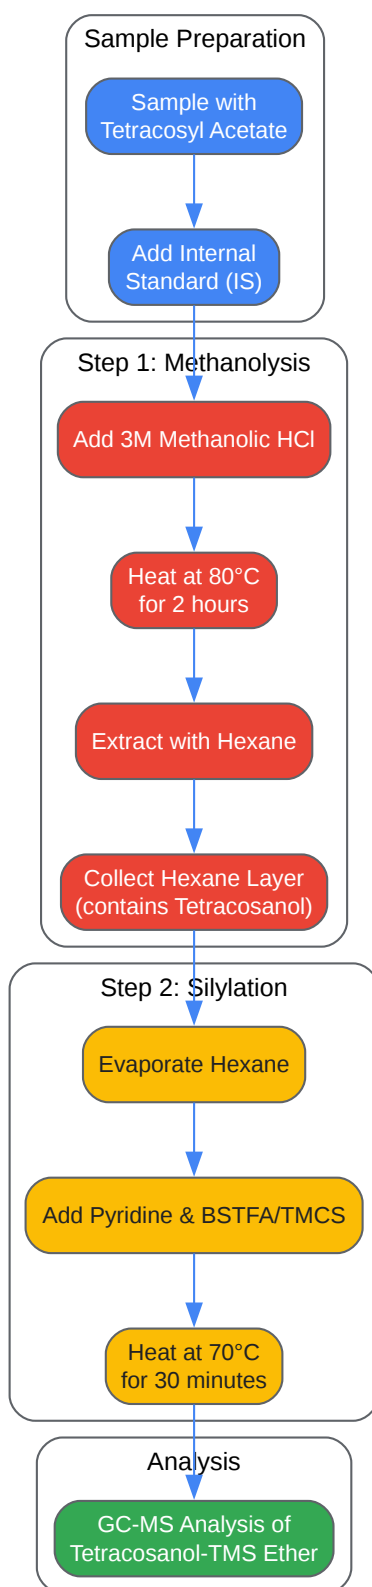 Sample Preparation
Sample with
Tetracosyl Acetate
Add Internal
Standard (IS)
Step 1: Methanolysis
Add 3M Methanolic HCl
Heat at 80°C
for 2 hours
Extract with Hexane
Collect Hexane Layer
(contains Tetracosanol)
Step 2: Silylation
Evaporate Hexane
Add Pyridine & BSTFA/TMCS
Heat at 70°C
for 30 minutes
Analysis
GC-MS Analysis of
Tetracosanol-TMS Ether